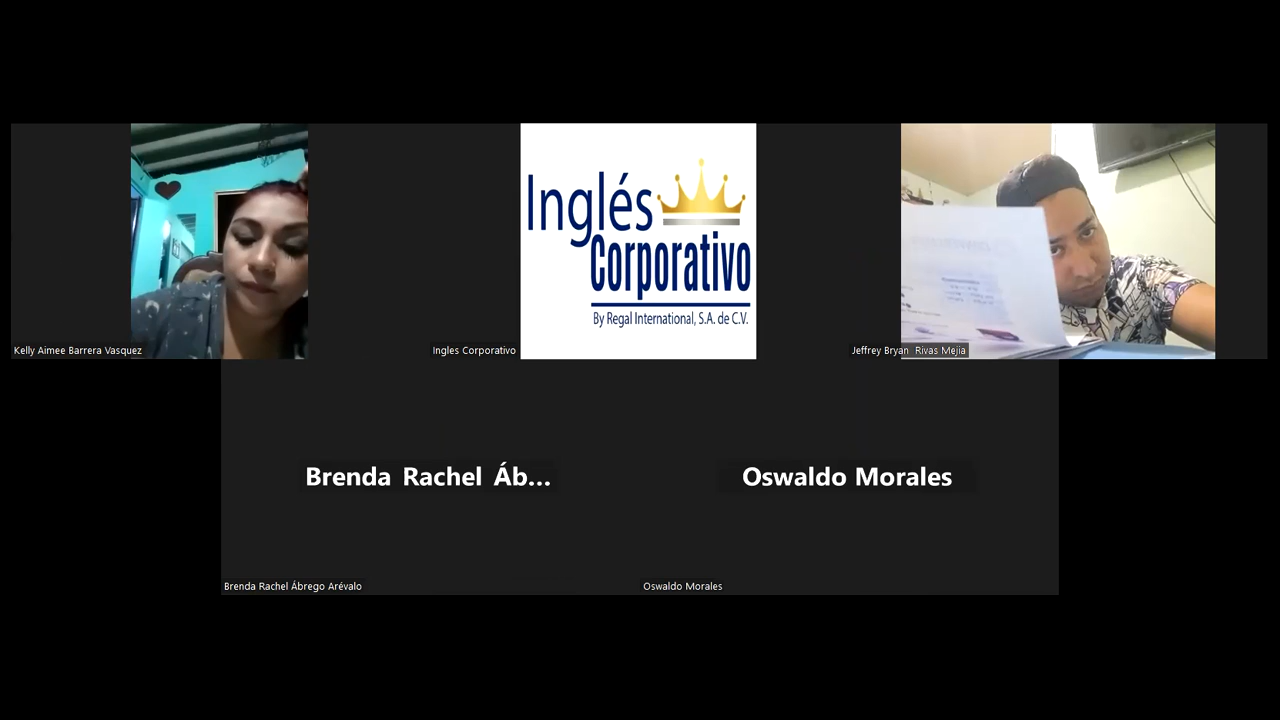 Inglés
Corporativo
By Regal International, S.A. de C.V.
Kelly Aimee Barrera Vasquez
Ingles Corporativo
Jeffrey Bryan Rivas Mejia
Brenda Rachel Áb...
Oswaldo Morales
Brenda Rachel Ábrego Arévalo
Oswaldo Morales